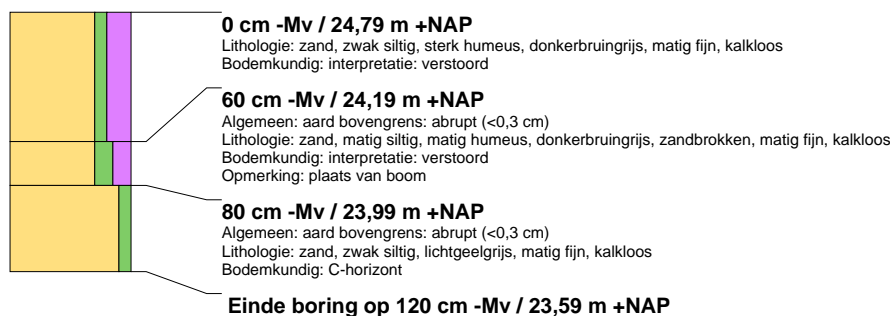 0 cm -Mv / 24,79 m +NAP
Lithologie: zand, zwak siltig, sterk humeus, donkerbruingrijs, matig fijn, kalkloos
Bodemkundig: interpretatie: verstoord
60 cm -Mv / 24,19 m +NAP
Algemeen: aard bovengrens: abrupt (<0,3 cm)
Lithologie: zand, matig siltig, matig humeus, donkerbruingrijs, zandbrokken, matig fijn, kalkloos
Bodemkundig: interpretatie: verstoord
Opmerking: plaats van boom
80 cm -Mv / 23,99 m +NAP
Algemeen: aard bovengrens: abrupt (<0,3 cm)
Lithologie: zand, zwak siltig, lichtgeelgrijs, matig fijn, kalkloos
Bodemkundig: C-horizont
Einde boring op 120 cm -Mv / 23,59 m +NAP